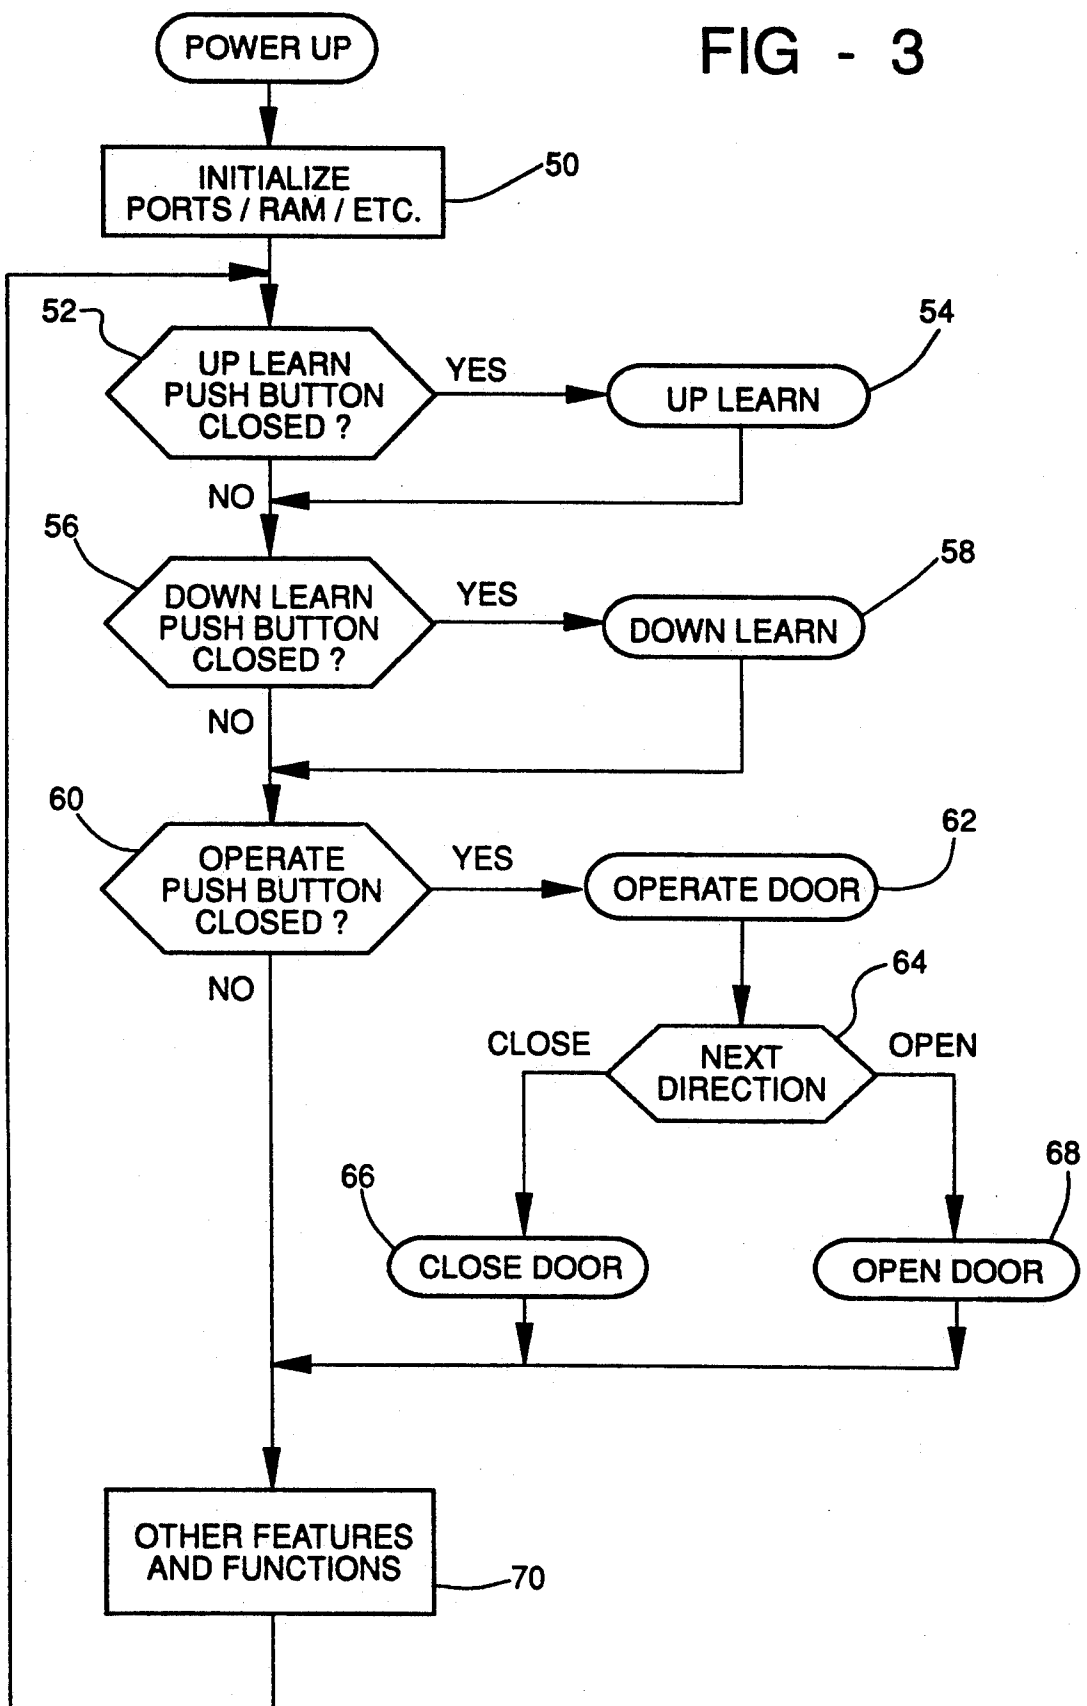 FIG - 3
POWER UP
INITIALIZE
PORTS / RAM / ETC.
50
52
UP LEARN
PUSH BUTTON
CLOSED ?
YES
54
UP LEARN
NO
56
DOWN LEARN
PUSH BUTTON
CLOSED ?
YES
58
DOWN LEARN
NO
60
OPERATE
PUSH BUTTON
CLOSED ?
YES
62
OPERATE DOOR
NO
64
CLOSE
NEXT
DIRECTION
OPEN
66
CLOSE DOOR
68
OPEN DOOR
OTHER FEATURES
AND FUNCTIONS
70